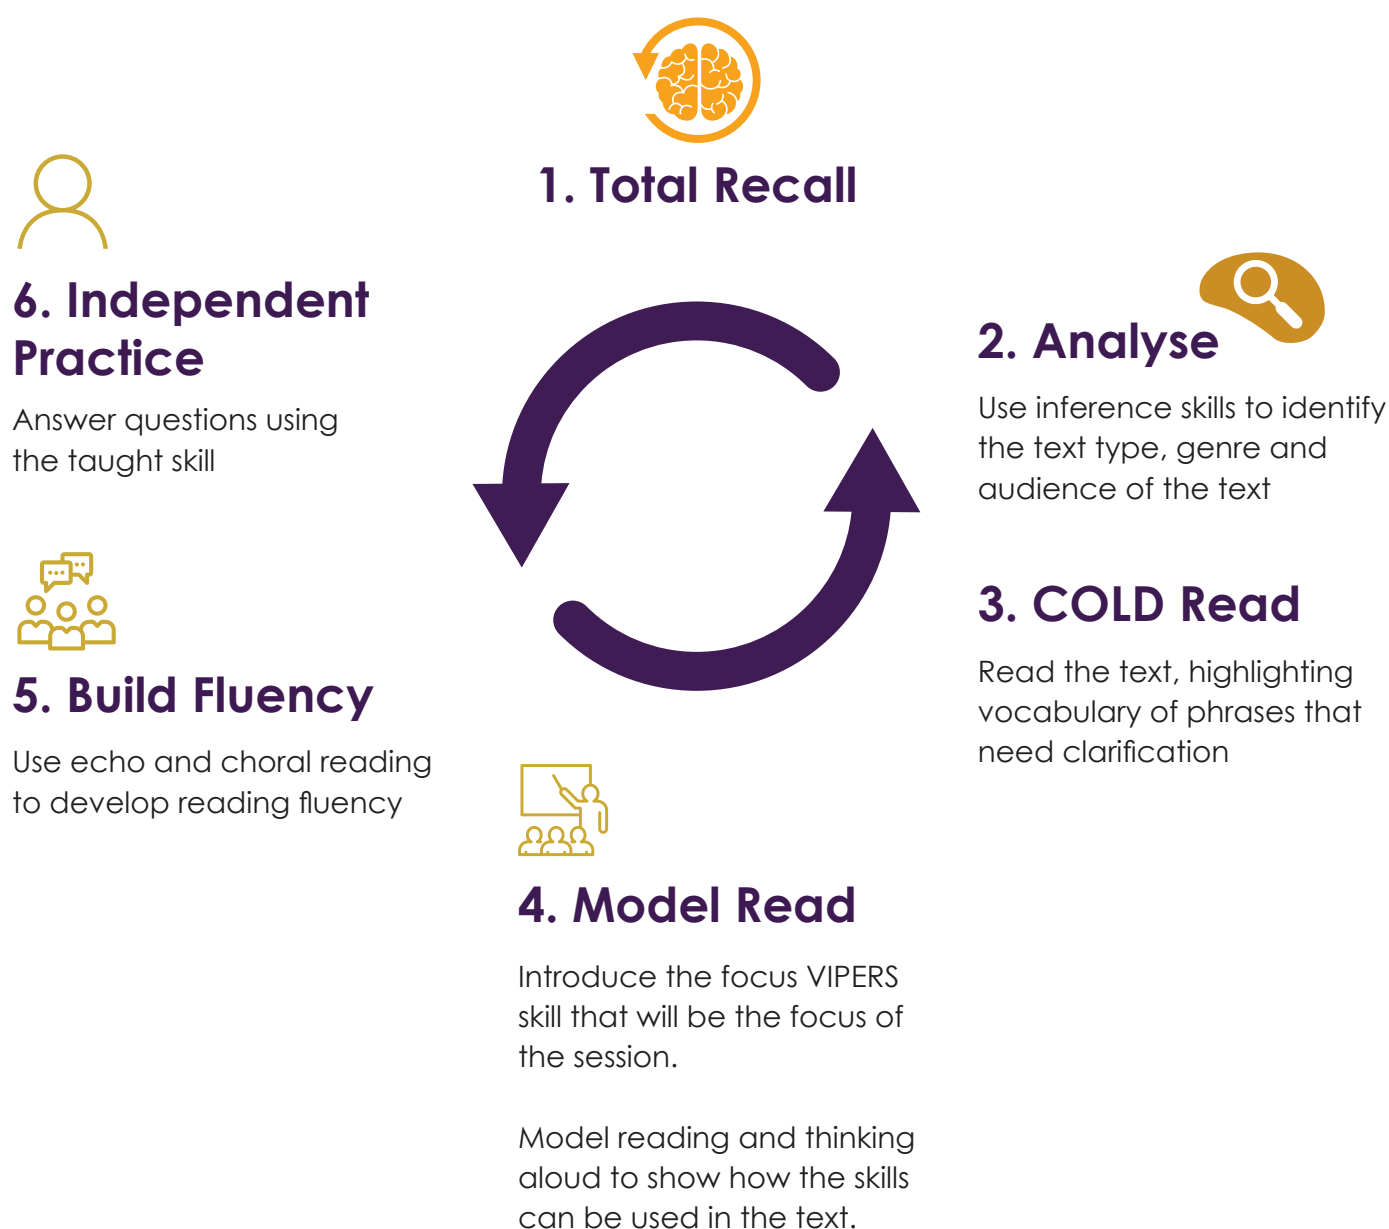 1. Total Recall
2. Analyse
Use inference skills to identify
the text type, genre and
audience of the text
3. COLD Read
Read the text, highlighting
vocabulary of phrases that
need clarification
4. Model Read
Introduce the focus VIPERS
skill that will be the focus of
the session.
Model reading and thinking
aloud to show how the skills
can be used in the text.
5. Build Fluency
Use echo and choral reading
to develop reading fluency
6. Independent
Practice
Answer questions using
the taught skill